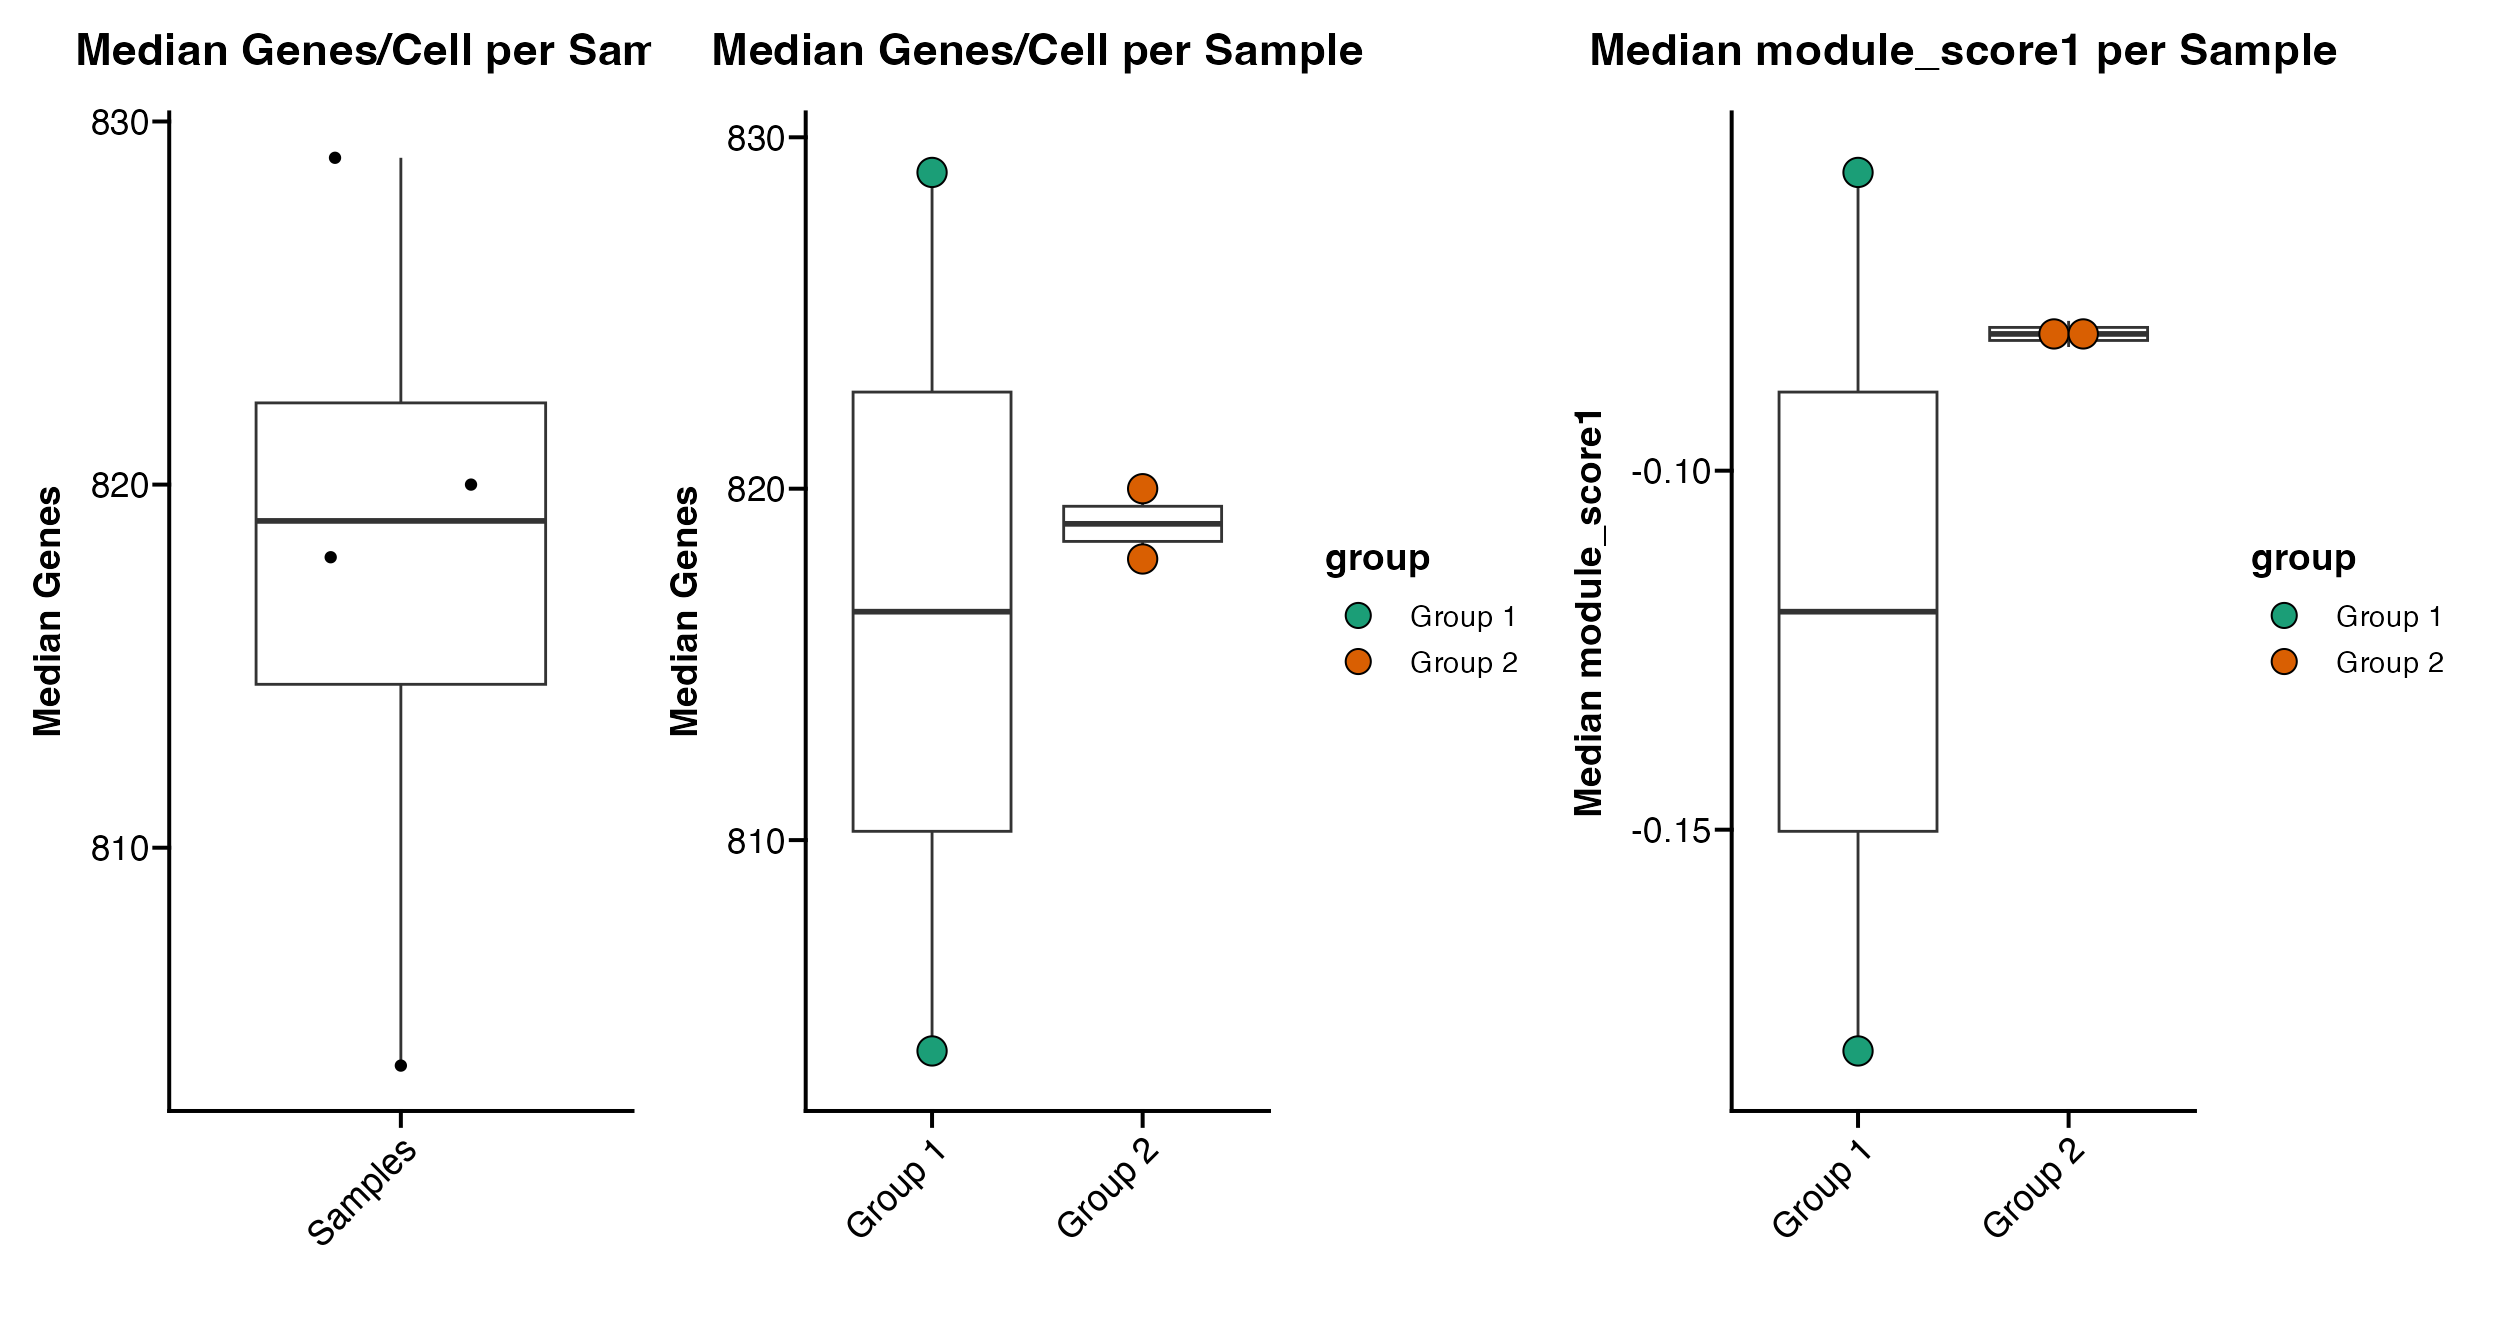 Median Genes/Cell per Sam
Median Genes
830
820
810
Samples
Median Genes/Cell per Sample
Median Genes
830
820
810
Group 1
Group 2
group
Group 1
Group 2
Median module_score1 per Sample
Median module_score1
-0.10
-0.15
Group 1
Group 2
group
Group 1
Group 2